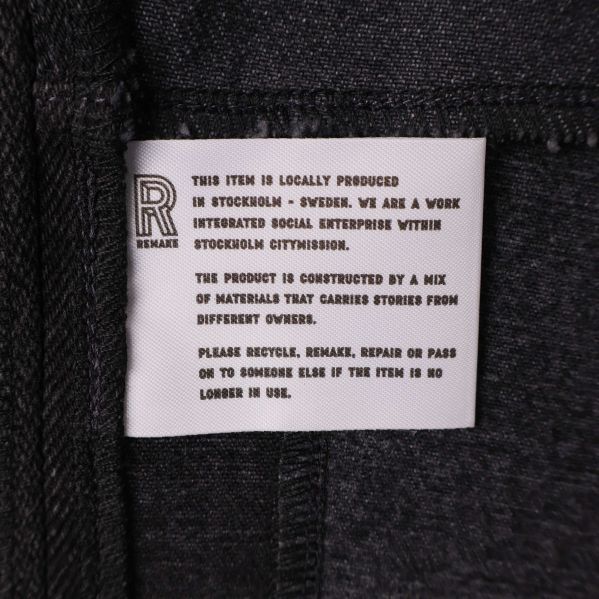 R
REMAKE
THIS ITEM IS LOCALLY PRODUCED
IN STOCKHOLM - SWEDEN. WE ARE A WORK
INTEGRATED SOCIAL ENTERPRISE WITHIN
STOCKHOLM CITYMISSION.
THE PRODUCT IS CONSTRUCTED BY A MIX
OF MATERIALS THAT CARRIES STORIES FROM
DIFFERENT OWNERS.
PLEASE RECYCLE, REMAKE, REPAIR OR PASS
ON TO SOMEONE ELSE IF THE ITEM IS NO
LONGER IN USE.